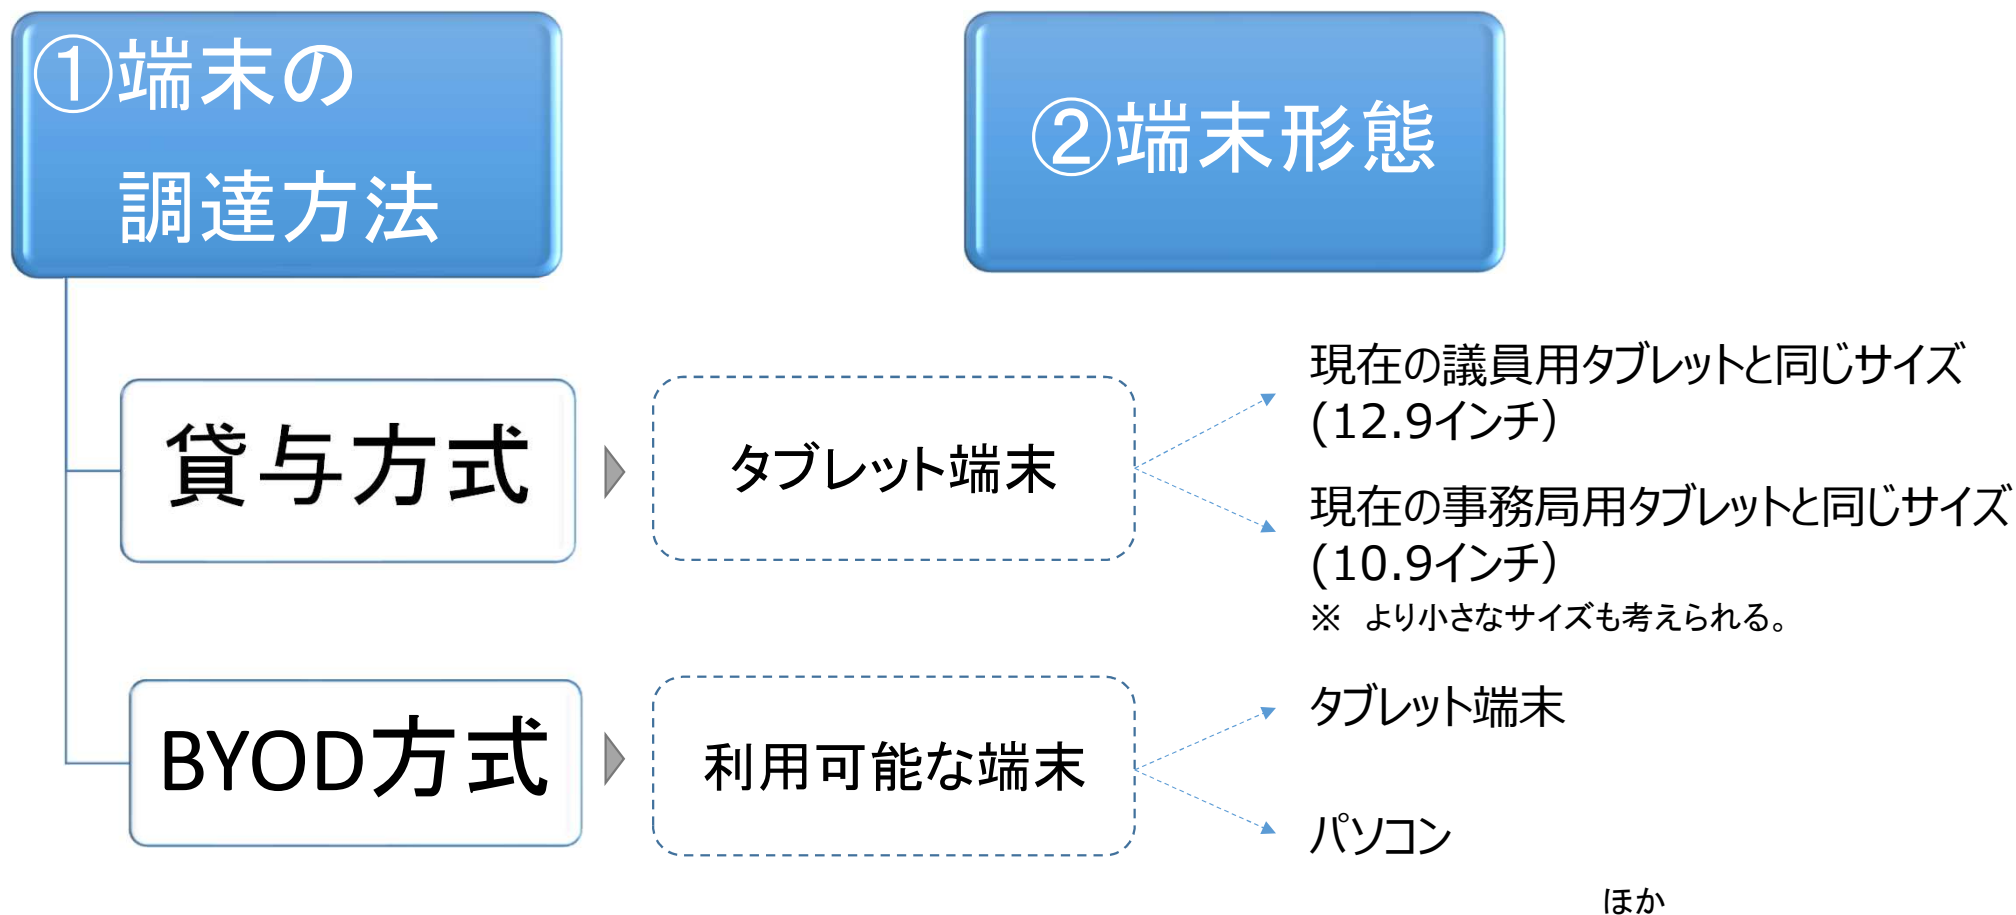 ①端末の
調達方法
②端末形態
貸与方式
タブレット端末
現在の議員用タブレットと同じサイズ
(12.9インチ）
現在の事務局用タブレットと同じサイズ
(10.9インチ）
※　より小さなサイズも考えられる。
BYOD方式
利用可能な端末
タブレット端末
パソコン
ほか